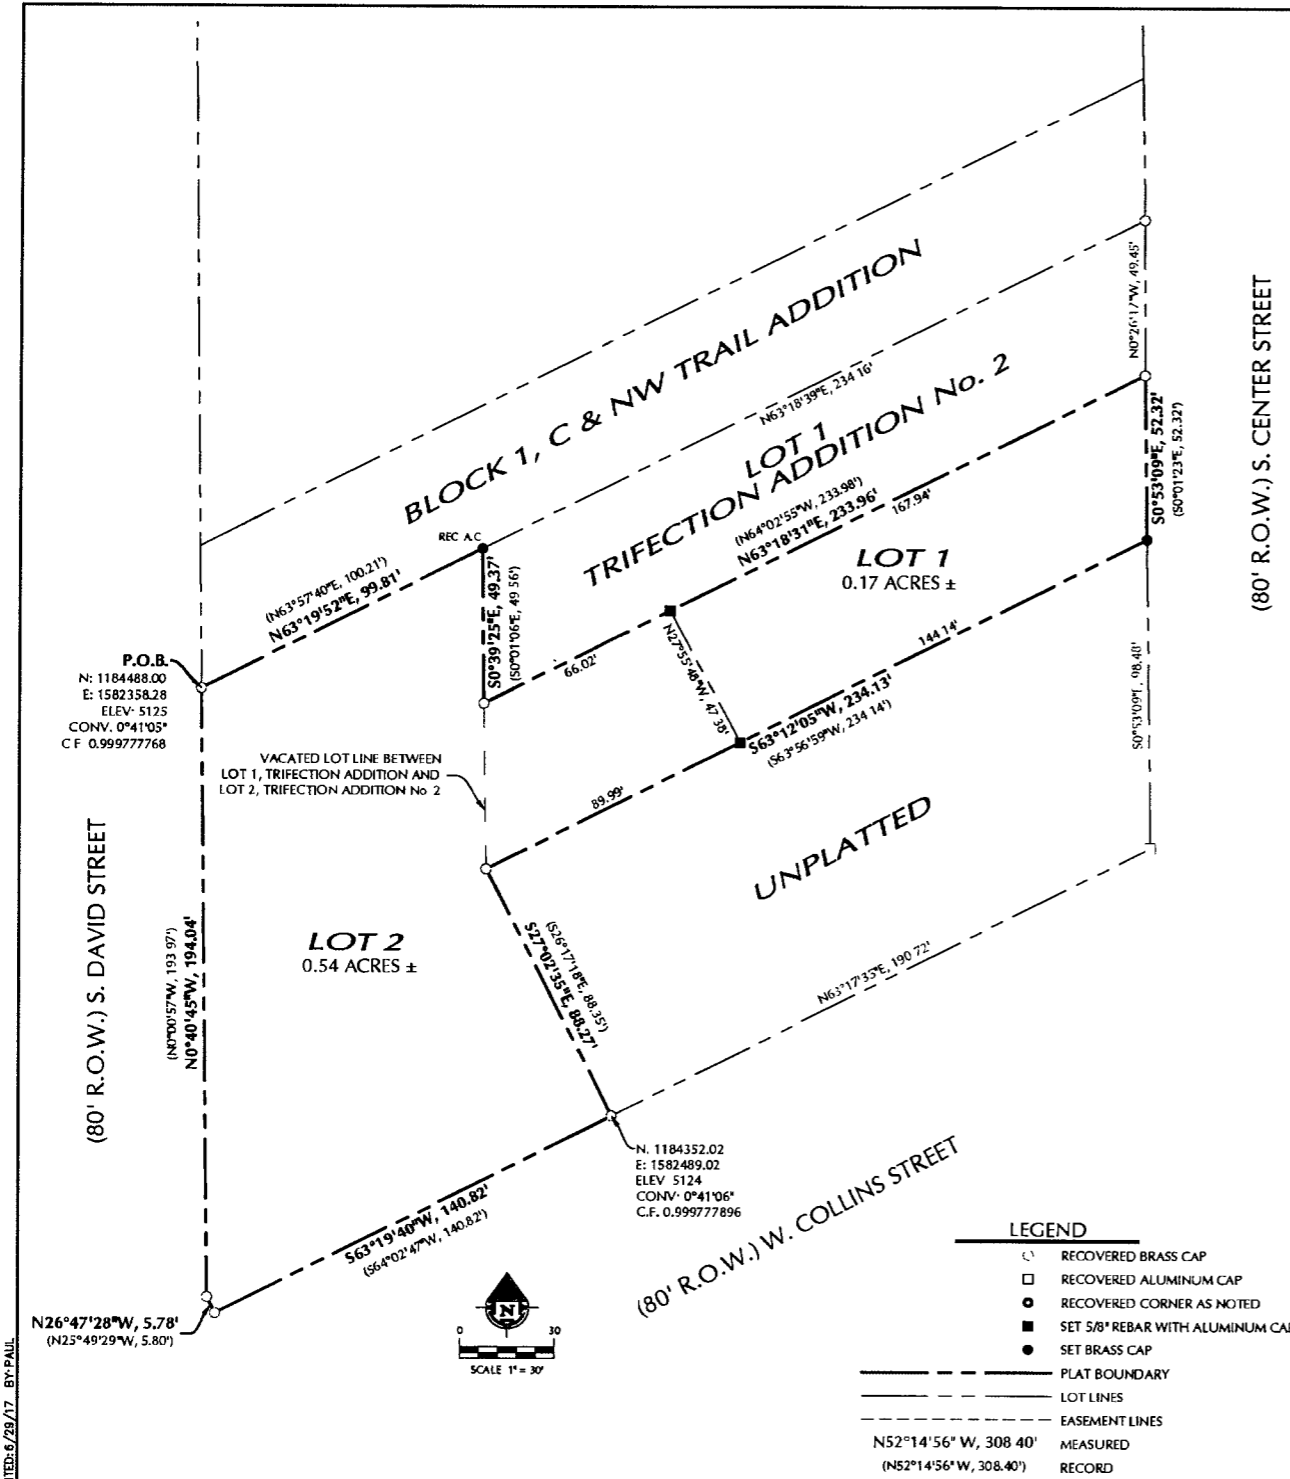 BLOCK 1, C & NW TRAIL ADDITION
N0°26'17"W, 49.45'
(80' R.O.W.) S. CENTER STREET
N63°18'39"E, 234 16'
LOT 1
TRIFECTION ADDITION No. 2
S0°53'09"E, 52.32'
(S0°01'23"E, 52.32')
(N64°02'55"W, 233.98')
N63°18'31"E, 233.96'
167.94'
REC A.C
(N63°57'40"E, 100.21')
N63°19'52"E, 99.81'
S0°39'25"E, 49.37'
(S0°01'06"E, 49 56')
LOT 1
0.17 ACRES ±
P.O.B.
N: 1184488.00
E: 1582358.28
ELEV· 5125
CONV. 0°41'05"
C F 0.999777768
66.02'
N27°55'48"W, 47 38'
144 14'
S63°12'05"W, 234.13'
(S63°56'59"W, 234 14')
S0°53'09"E, 98.40'
VACATED LOT LINE BETWEEN
LOT 1, TRIFECTION ADDITION AND
LOT 2, TRIFECTION ADDITION No 2
89.99'
UNPLATTED
(80' R.O.W.) S. DAVID STREET
(N0°00'57"W, 193 97')
N0°40'45"W, 194.04'
LOT 2
0.54 ACRES ±
(S26°17'18"E, 88.35')
S27°02'35"E, 88.27'
N63°17'35"E, 190 72'
N. 1184352.02
E: 1582489.02
ELEV 5124
CONV· 0°41'06"
C.F. 0.999777896
S63°19'40"W, 140.82'
(S64°02'47"W, 140.82')
(80' R.O.W.) W. COLLINS STREET
N26°47'28"W, 5.78'
(N25°49'29"W, 5.80')
N
0 30
SCALE 1" = 30'
LEGEND
RECOVERED BRASS CAP
RECOVERED ALUMINUM CAP
RECOVERED CORNER AS NOTED
SET 5/8" REBAR WITH ALUMINUM CAP
SET BRASS CAP
PLAT BOUNDARY
LOT LINES
EASEMENT LINES
N52°14'56" W, 308 40' MEASURED
(N52°14'56" W, 308.40') RECORD
TED: 6/29/17 BY: PAUL